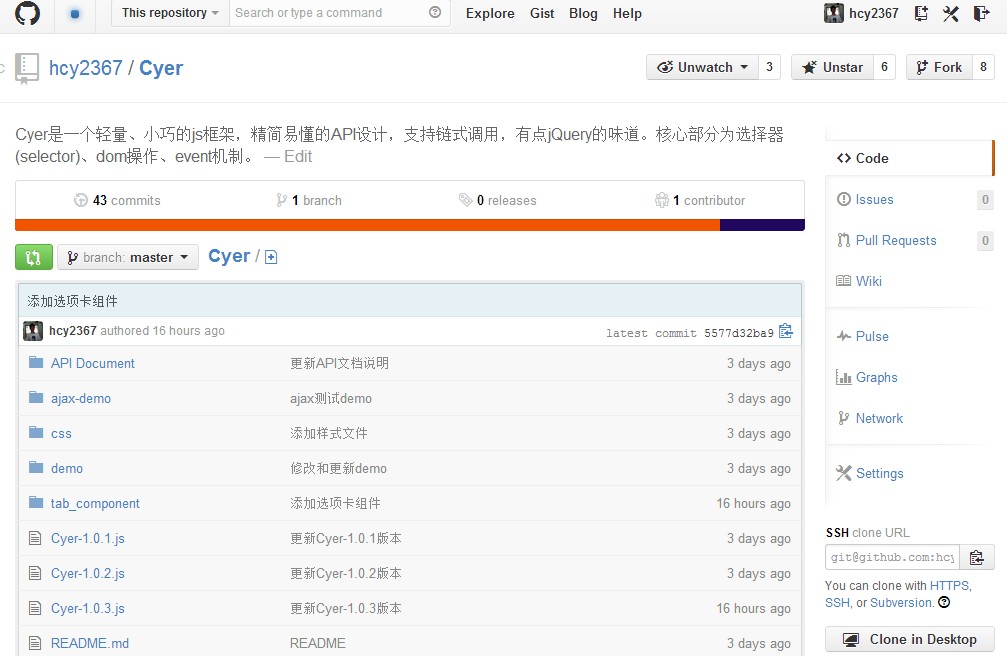 This repository Search or type a command Explore Gist Blog Help hcy2367
hcy2367 / Cyer Unwatch 3 Unstar 6 Fork 8
Cyer是一个轻量、小巧的js框架，精简易懂的API设计，支持链式调用，有点jQuery的味道。核心部分为选择器
(selector)、dom操作、event机制。 — Edit
43 commits 1 branch 0 releases 1 contributor
branch: master Cyer /
添加选项卡组件
hcy2367 authored 16 hours ago latest commit 5577d32ba9
API Document 更新API文档说明 3 days ago
ajax-demo ajax测试demo 3 days ago
css 添加样式文件 3 days ago
demo 修改和更新demo 3 days ago
tab_component 添加选项卡组件 16 hours ago
Cyer-1.0.1.js 更新Cyer-1.0.1版本 3 days ago
Cyer-1.0.2.js 更新Cyer-1.0.2版本 3 days ago
Cyer-1.0.3.js 更新Cyer-1.0.3版本 16 hours ago
README.md README 3 days ago
Code
Issues 0
Pull Requests 0
Wiki
Pulse
Graphs
Network
Settings
SSH clone URL
git@github.com:hcy
You can clone with HTTPS,
SSH, or Subversion.
Clone in Desktop